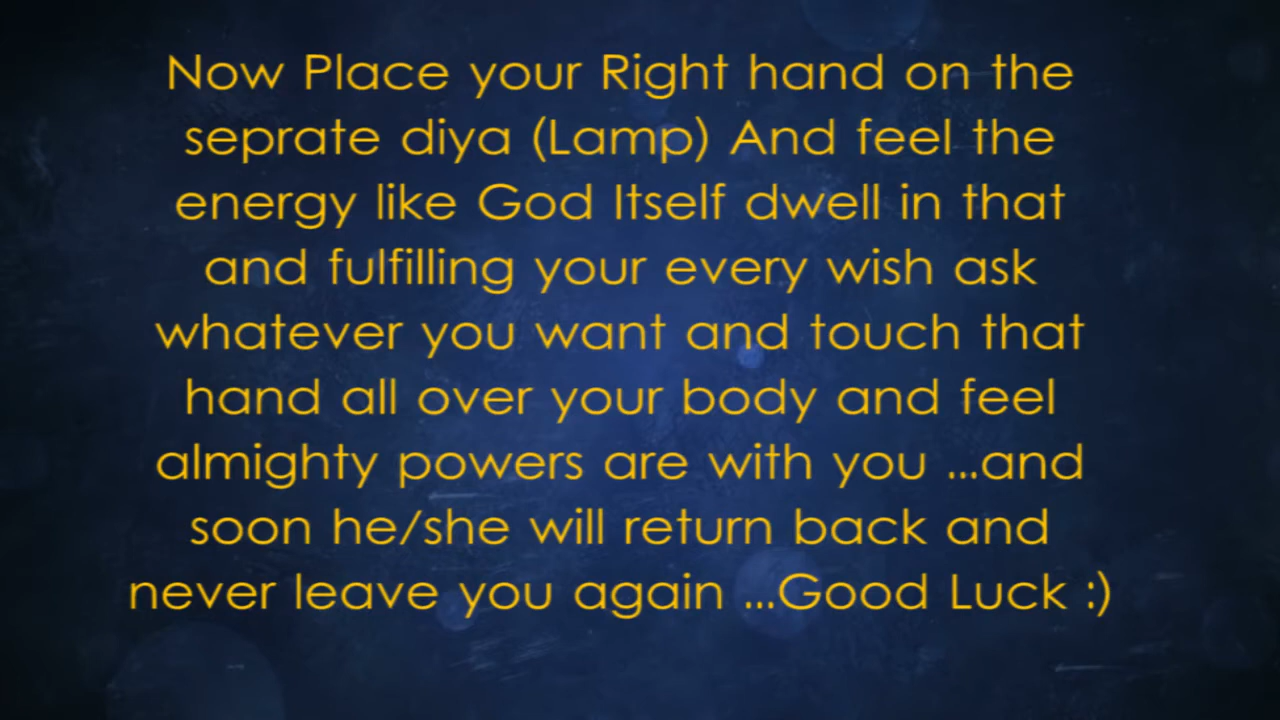 Now Place your Right hand on the
seprate diya (Lamp) And feel the
energy like God Itself dwell in that
and fulfilling your every wish ask
whatever you want and touch that
hand all over your body and feel
almighty powers are with you ...and
soon he/she will return back and
never leave you again ...Good Luck :)